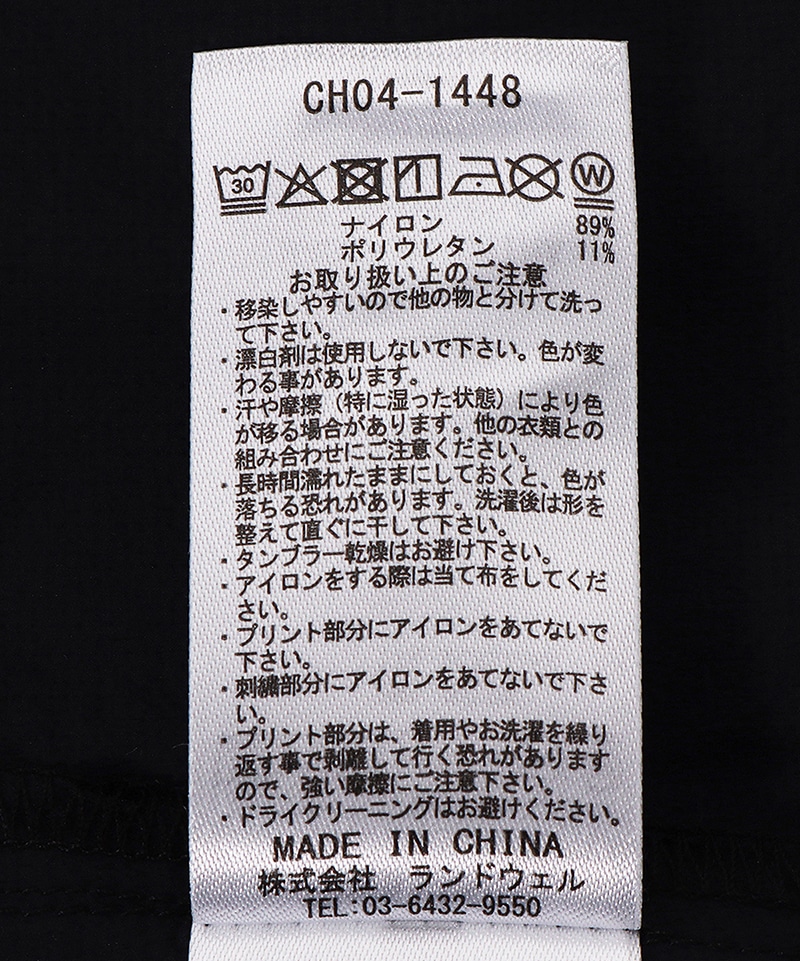 CH04-1448
30 W
ナイロン 89%
ポリウレタン 11%
お取り扱い上のご注意
・移染しやすいので他の物と分けて洗っ
て下さい。
・漂白剤は使用しないで下さい。色が変
わる事があります。
・汗や摩擦（特に湿った状態）により色
が移る場合があります。他の衣類との
組み合わせにご注意ください。
・長時間濡れたままにしておくと、色が
落ちる恐れがあります。洗濯後は形を
整えて直ぐに干して下さい。
・タンブラー乾燥はお避け下さい。
・アイロンをする際は当て布をしてくだ
さい。
・プリント部分にアイロンをあてないで
下さい。
・刺繍部分にアイロンをあてないで下さ
い。
・プリント部分は、着用やお洗濯を繰り
返す事で剥離して行く恐れがあります
ので、強い摩擦にご注意下さい。
・ドライクリーニングはお避けください。
MADE IN CHINA
株式会社 ランドウェル
TEL:03-6432-9550